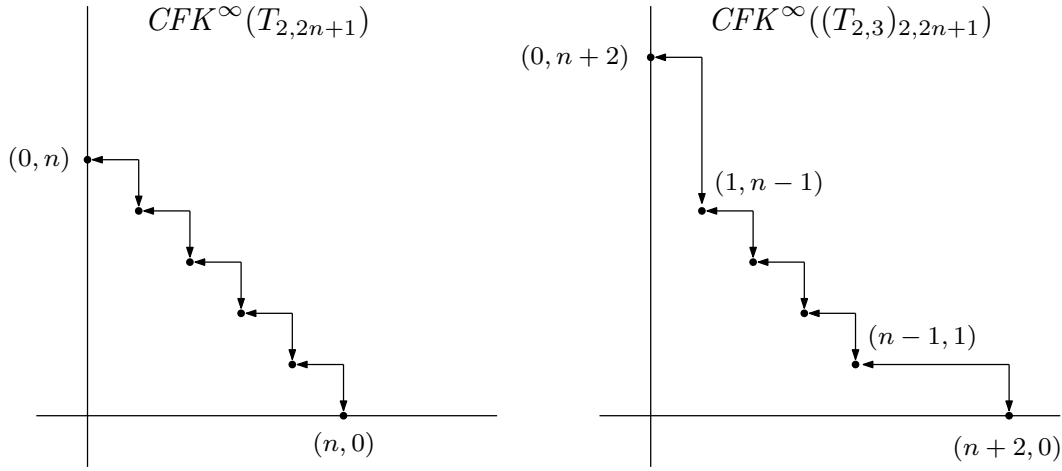 CFK^∞(T_{2,2n+1})
(0, n)
(n, 0)
CFK^∞((T_{2,3})_{2,2n+1})
(0, n + 2)
(1, n − 1)
(n − 1, 1)
(n + 2, 0)